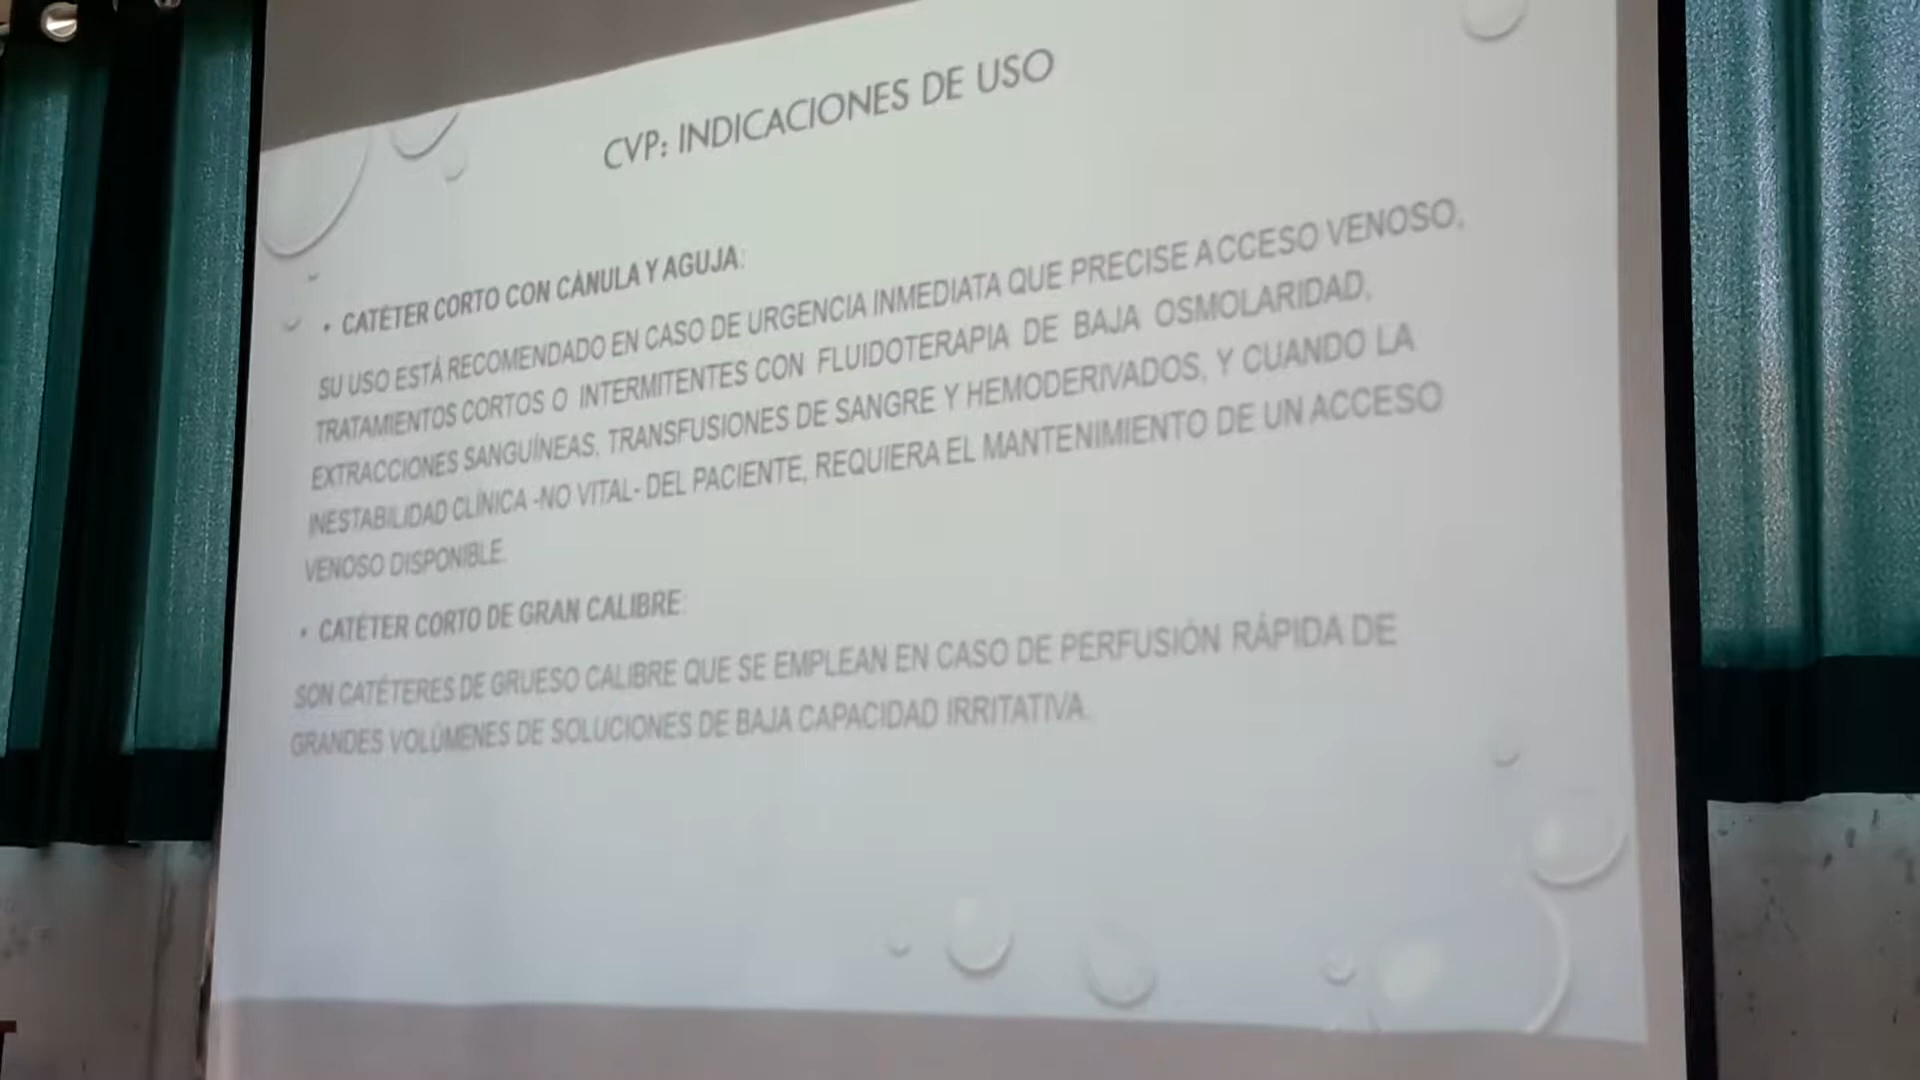 CVP: INDICACIONES DE USO
• CATÉTER CORTO CON CÁNULA Y AGUJA:
SU USO ESTÁ RECOMENDADO EN CASO DE URGENCIA INMEDIATA QUE PRECISE ACCESO VENOSO,
TRATAMIENTOS CORTOS O INTERMITENTES CON FLUIDOTERAPIA DE BAJA OSMOLARIDAD,
EXTRACCIONES SANGUÍNEAS, TRANSFUSIONES DE SANGRE Y HEMODERIVADOS, Y CUANDO LA
INESTABILIDAD CLÍNICA -NO VITAL- DEL PACIENTE, REQUIERA EL MANTENIMIENTO DE UN ACCESO
VENOSO DISPONIBLE.
• CATÉTER CORTO DE GRAN CALIBRE:
SON CATÉTERES DE GRUESO CALIBRE QUE SE EMPLEAN EN CASO DE PERFUSIÓN RÁPIDA DE
GRANDES VOLÚMENES DE SOLUCIONES DE BAJA CAPACIDAD IRRITATIVA.